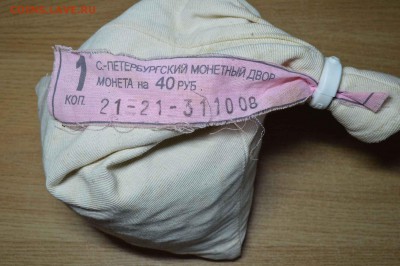 1 С.-ПЕТЕРБУРГСКИЙ МОНЕТНЫЙ ДВОР
МОНЕТА на 40 РУБ
КОП. 21-21-311008